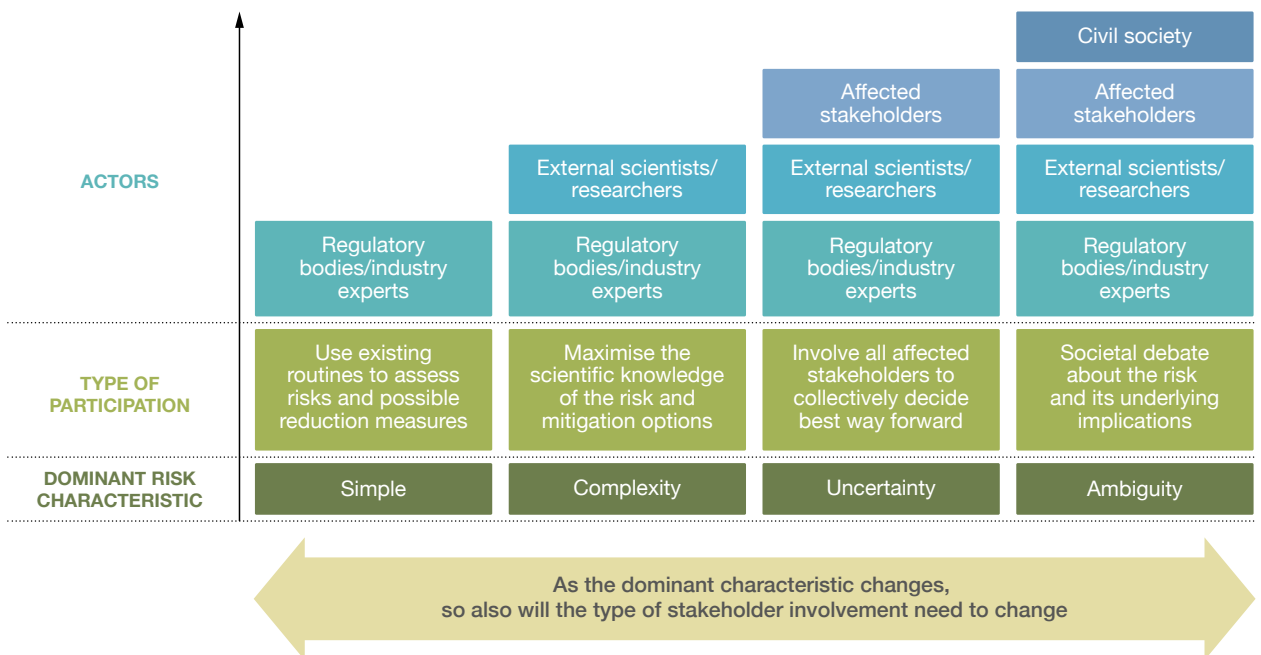 Civil society
Affected
stakeholders
Affected
stakeholders
ACTORS
External scientists/
researchers
External scientists/
researchers
External scientists/
researchers
Regulatory
bodies/industry
experts
Regulatory
bodies/industry
experts
Regulatory
bodies/industry
experts
Regulatory
bodies/industry
experts
TYPE OF
PARTICIPATION
Use existing
routines to assess
risks and possible
reduction measures
Maximise the
scientific knowledge
of the risk and
mitigation options
Involve all affected
stakeholders to
collectively decide
best way forward
Societal debate
about the risk
and its underlying
implications
DOMINANT RISK
CHARACTERISTIC
Simple
Complexity
Uncertainty
Ambiguity
As the dominant characteristic changes,
so also will the type of stakeholder involvement need to change